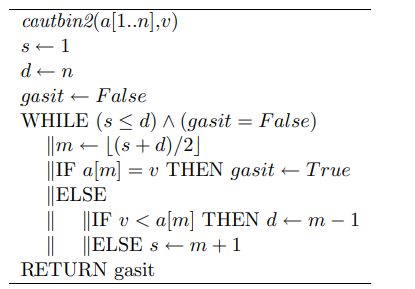 cautbin2(a[1..n],v)
s ← 1
d ← n
gasit ← False
WHILE (s ≤ d) ∧ (gasit = False)
‖m ← ⌊(s + d)/2⌋
‖IF a[m] = v THEN gasit ← True
‖ELSE
‖ ‖IF v < a[m] THEN d ← m − 1
‖ ‖ELSE s ← m + 1
RETURN gasit